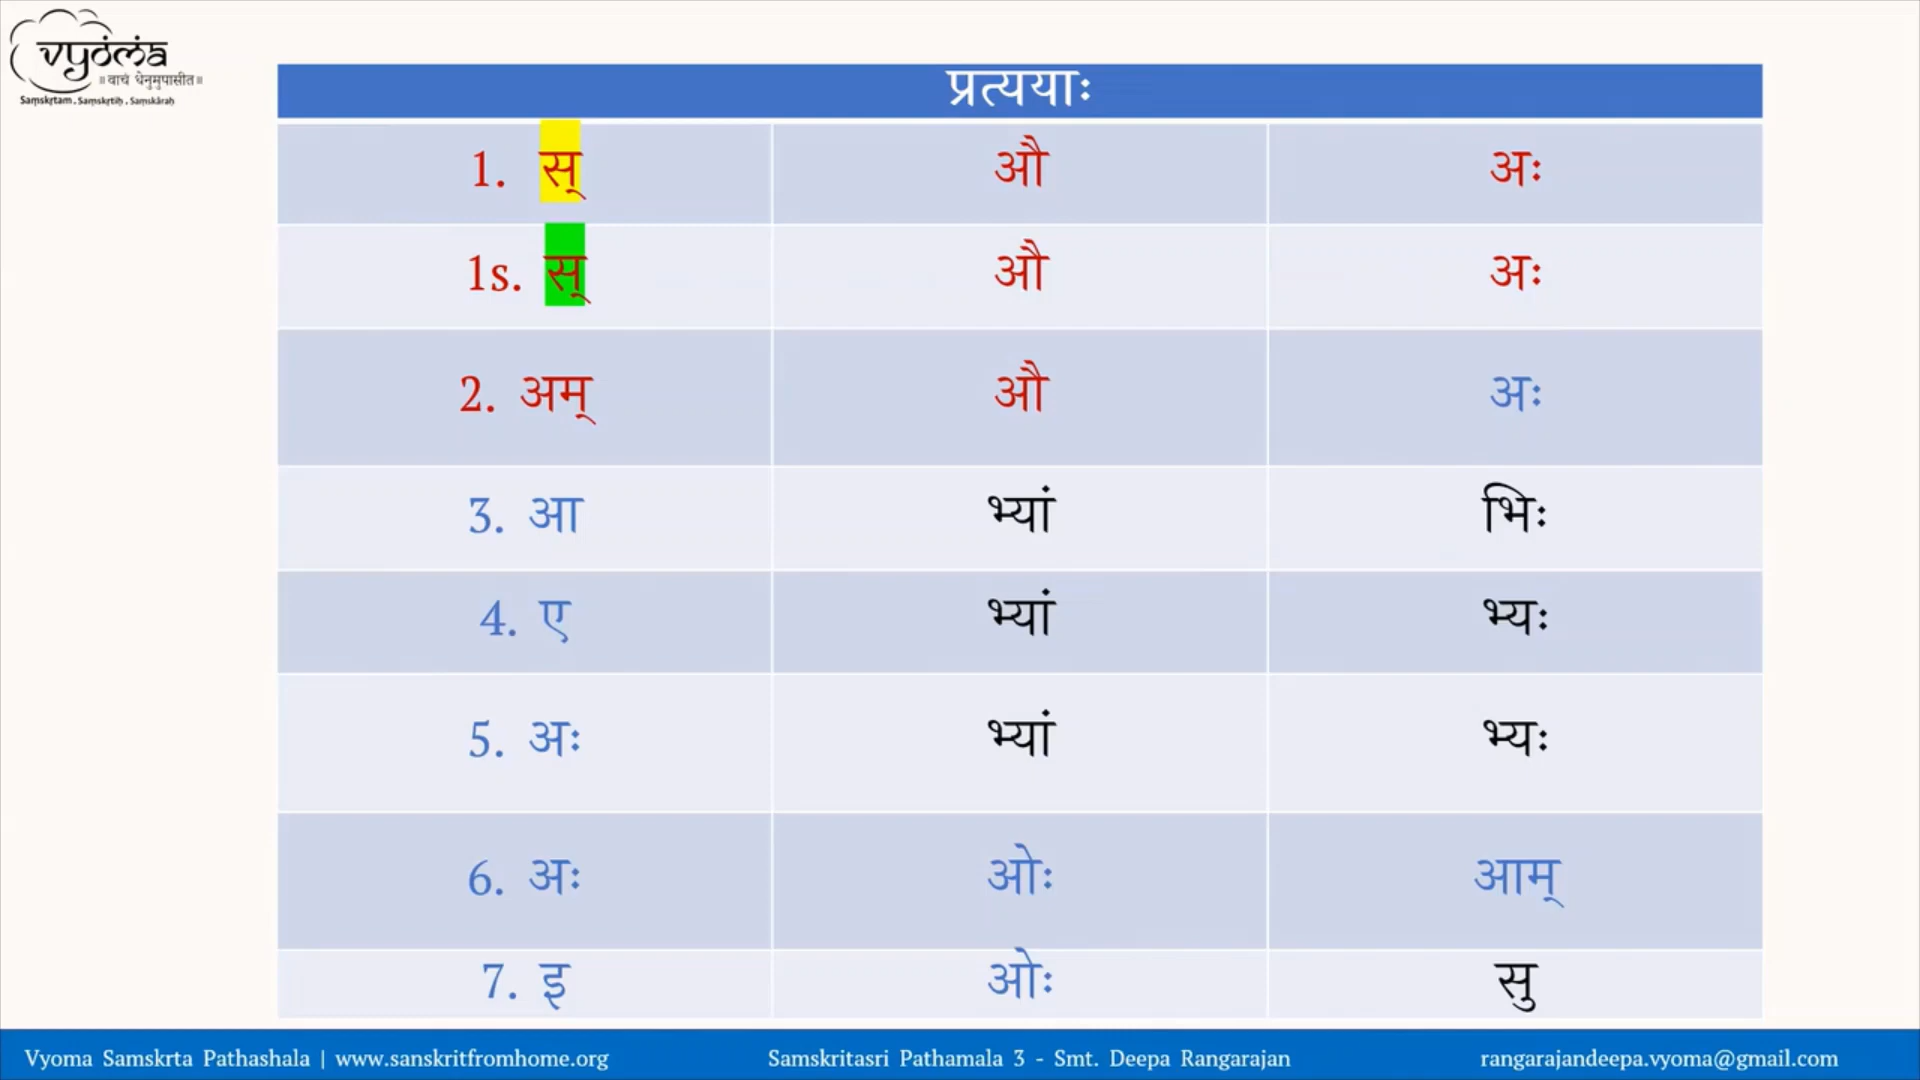 vyoma
॥वाचं धेनुमुपासीत॥
Saṃskṛtam . Saṃskṛtiḥ . Saṃskāraḥ
प्रत्ययाः
1. स् औ अः
1s. स् औ अः
2. अम् औ अः
3. आ भ्यां भिः
4. ए भ्यां भ्यः
5. अः भ्यां भ्यः
6. अः ओः आम्
7. इ ओः सु
Vyoma Samskrta Pathashala | www.sanskritfromhome.org Samskritasri Pathamala 3 - Smt. Deepa Rangarajan rangarajandeepa.vyoma@gmail.com